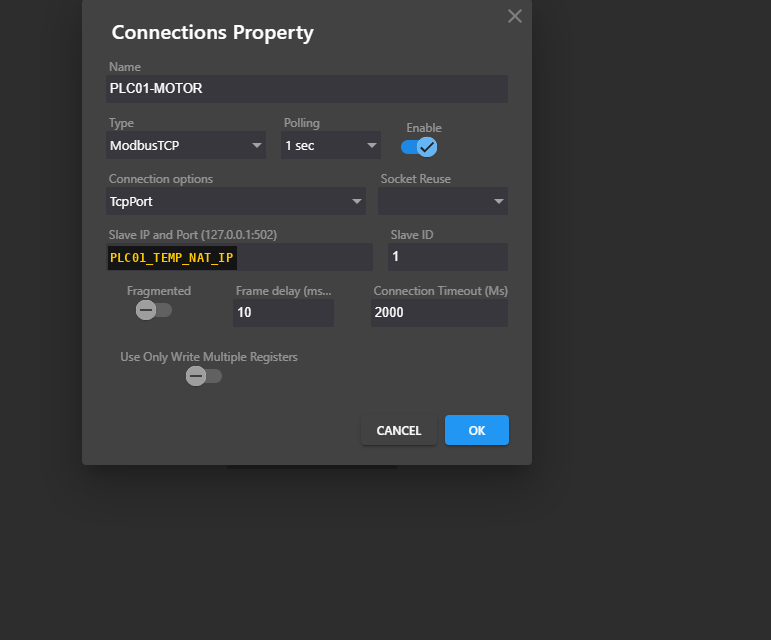 Connections Property
Name
PLC01-MOTOR
Type Polling Enable
ModbusTCP 1 sec
Connection options Socket Reuse
TcpPort
Slave IP and Port (127.0.0.1:502) Slave ID
PLC01_TEMP_NAT_IP 1
Fragmented Frame delay (ms... Connection Timeout (Ms)
10 2000
Use Only Write Multiple Registers
CANCEL OK